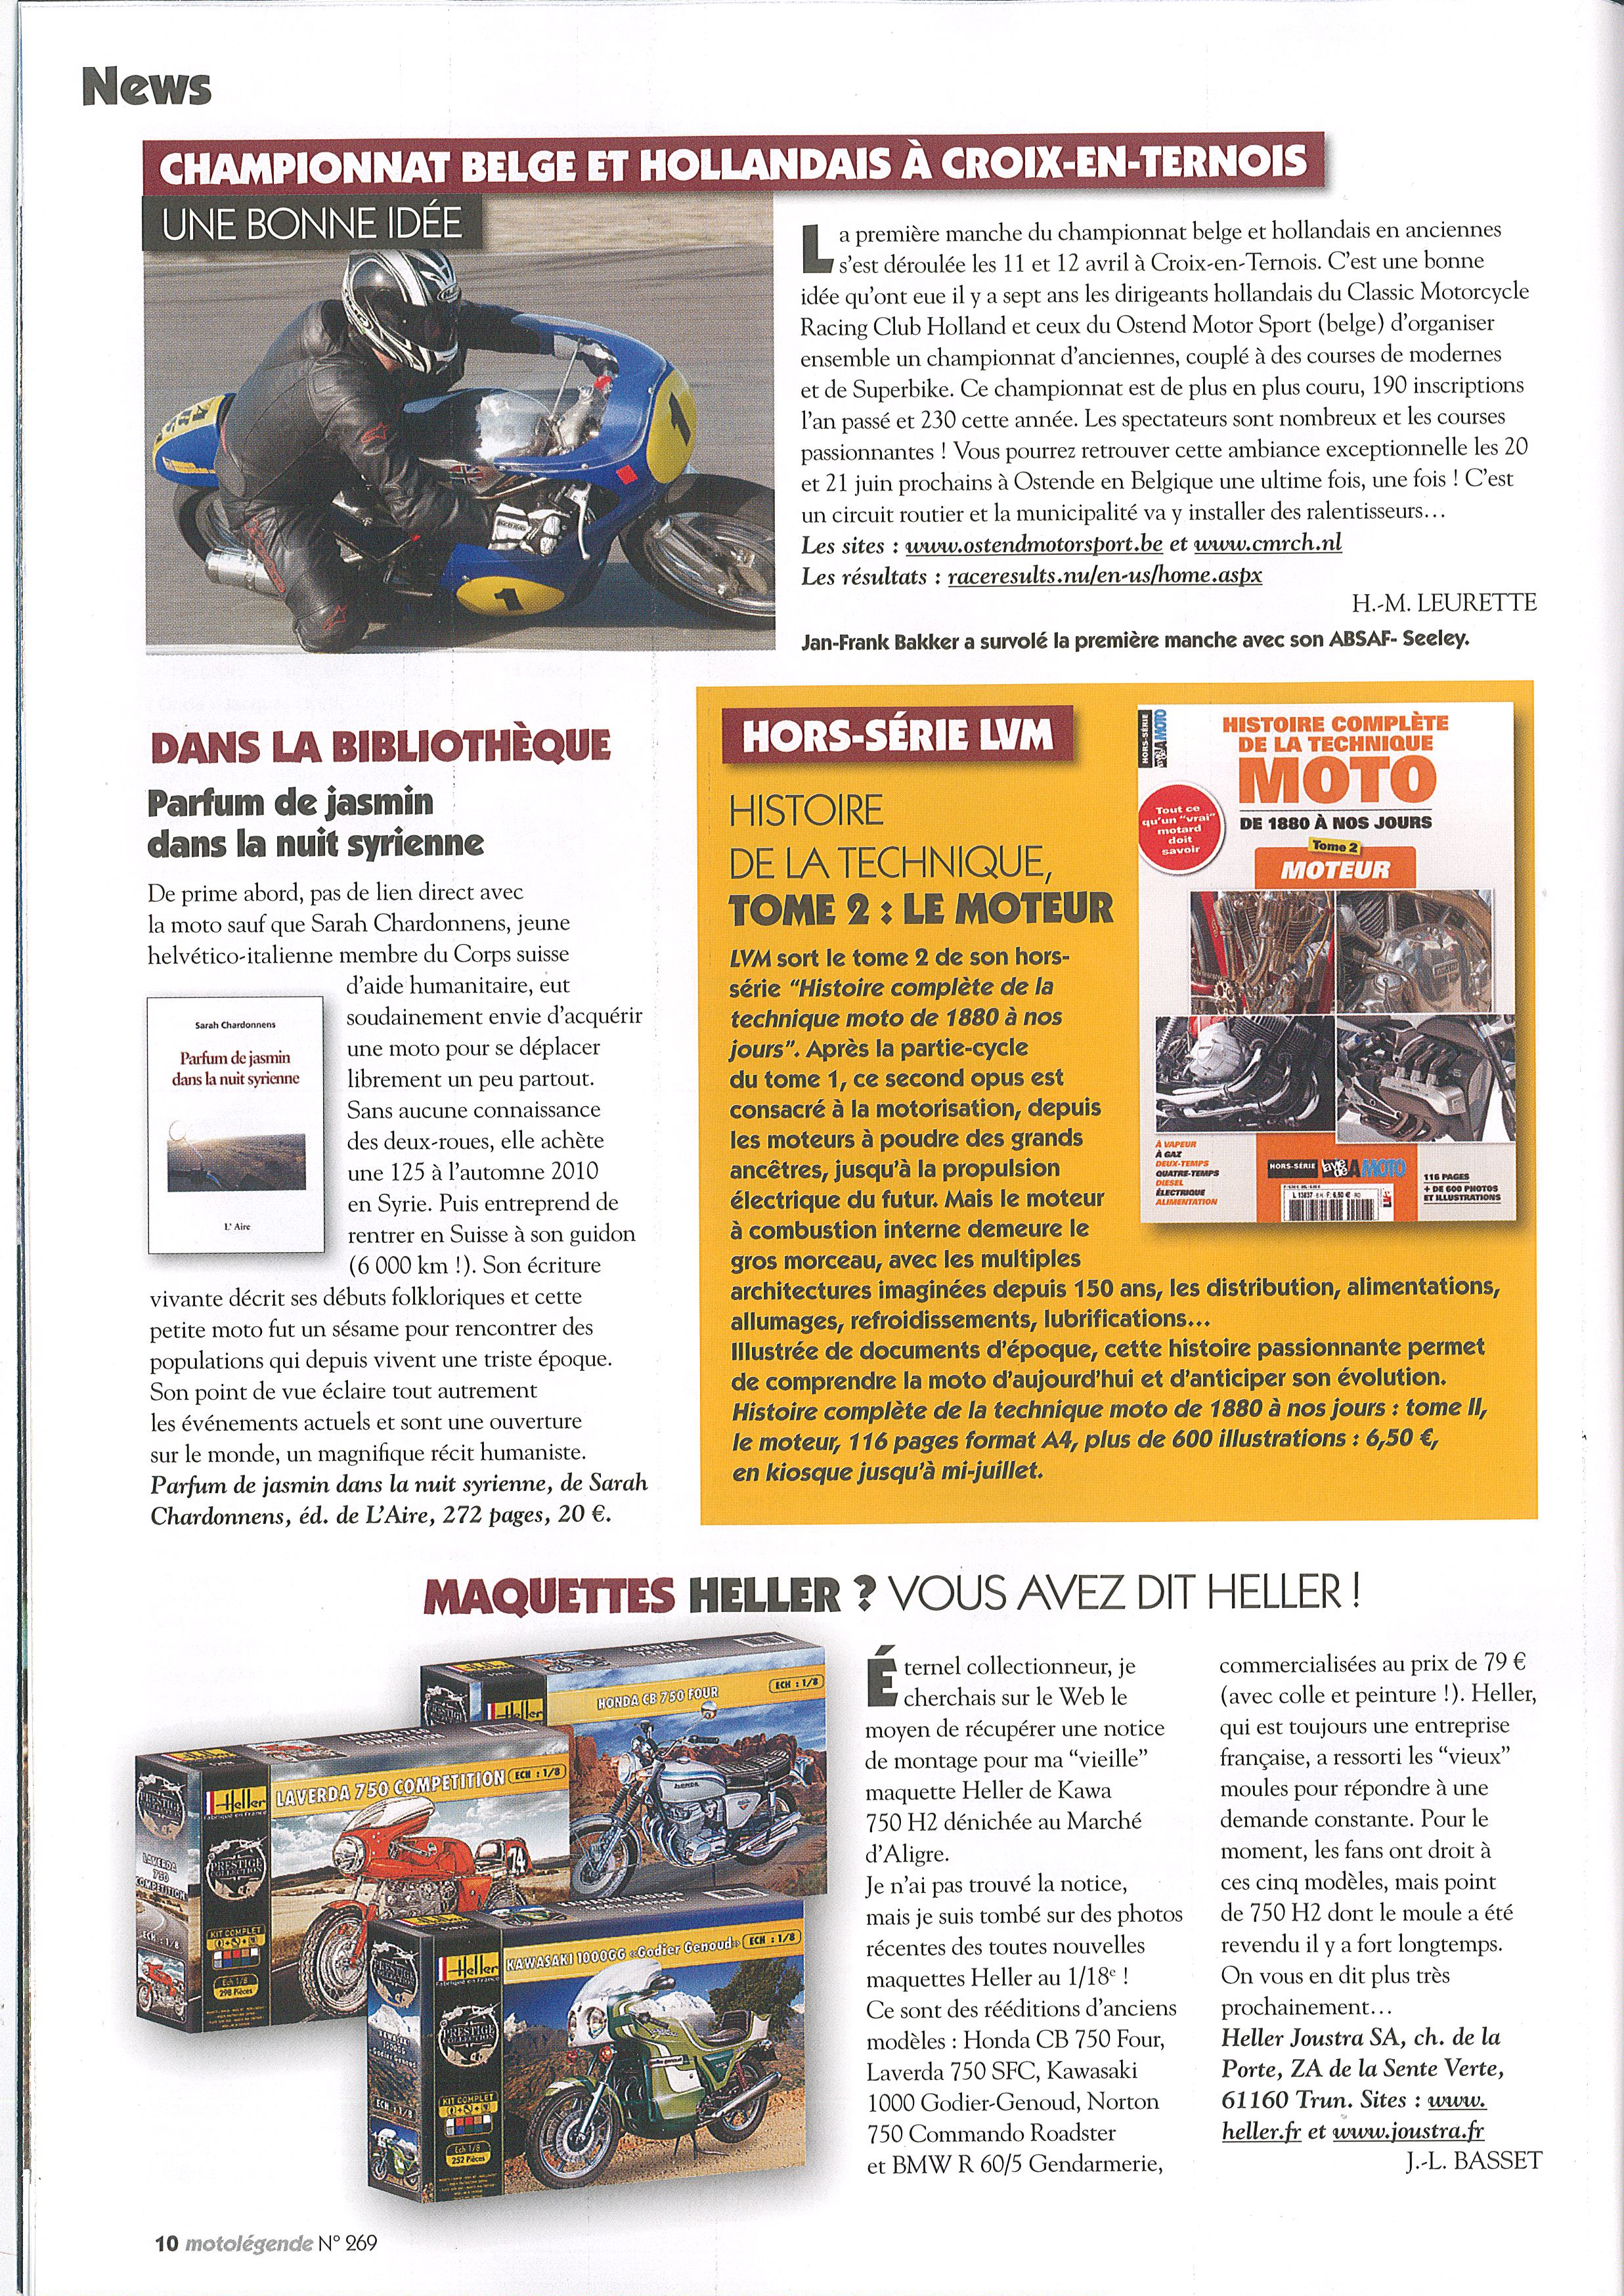 News
CHAMPIONNAT BELGE ET HOLLANDAIS À CROIX-EN-TERNOIS
UNE BONNE IDÉE
La première manche du championnat belge et hollandais en anciennes
s'est déroulée les 11 et 12 avril à Croix-en-Ternois. C'est une bonne
idée qu'ont eue il y a sept ans les dirigeants hollandais du Classic Motorcycle
Racing Club Holland et ceux du Ostend Motor Sport (belge) d'organiser
ensemble un championnat d'anciennes, couplé à des courses de modernes
et de Superbike. Ce championnat est de plus en plus couru, 190 inscriptions
l'an passé et 230 cette année. Les spectateurs sont nombreux et les courses
passionnantes ! Vous pourrez retrouver cette ambiance exceptionnelle les 20
et 21 juin prochains à Ostende en Belgique une ultime fois, une fois ! C'est
un circuit routier et la municipalité va y installer des ralentisseurs...
Les sites : www.ostendmotorsport.be et www.cmrch.nl
Les résultats : raceresults.nu/en-us/home.aspx
H.-M. LEURETTE
Jan-Frank Bakker a survolé la première manche avec son ABSAF- Seeley.
1
1
DANS LA BIBLIOTHÈQUE
Parfum de jasmin
dans la nuit syrienne
De prime abord, pas de lien direct avec
la moto sauf que Sarah Chardonnens, jeune
helvético-italienne membre du Corps suisse
d'aide humanitaire, eut
soudainement envie d'acquérir
une moto pour se déplacer
librement un peu partout.
Sans aucune connaissance
des deux-roues, elle achète
une 125 à l'automne 2010
en Syrie. Puis entreprend de
rentrer en Suisse à son guidon
(6 000 km !). Son écriture
vivante décrit ses débuts folkloriques et cette
petite moto fut un sésame pour rencontrer des
populations qui depuis vivent une triste époque.
Son point de vue éclaire tout autrement
les événements actuels et sont une ouverture
sur le monde, un magnifique récit humaniste.
Parfum de jasmin dans la nuit syrienne, de Sarah
Chardonnens, éd. de L'Aire, 272 pages, 20 €.
Sarah Chardonnens
Parfum de jasmin
dans la nuit syrienne
L' Aire
HORS-SÉRIE LVM
HISTOIRE
DE LA TECHNIQUE,
TOME 2 : LE MOTEUR
LVM sort le tome 2 de son hors-
série "Histoire complète de la
technique moto de 1880 à nos
jours". Après la partie-cycle
du tome 1, ce second opus est
consacré à la motorisation, depuis
les moteurs à poudre des grands
ancêtres, jusqu'à la propulsion
électrique du futur. Mais le moteur
à combustion interne demeure le
gros morceau, avec les multiples
architectures imaginées depuis 150 ans, les distribution, alimentations,
allumages, refroidissements, lubrifications...
Illustrée de documents d'époque, cette histoire passionnante permet
de comprendre la moto d'aujourd'hui et d'anticiper son évolution.
Histoire complète de la technique moto de 1880 à nos jours : tome II,
le moteur, 116 pages format A4, plus de 600 illustrations : 6,50 €,
en kiosque jusqu'à mi-juillet.
HORS-SÉRIE
HISTOIRE COMPLÈTE
DE LA TECHNIQUE
MOTO
DE 1880 À NOS JOURS
Tome 2
MOTEUR
Tout ce
qu'un "vrai"
motard
doit
savoir
À VAPEUR
À GAZ
DEUX-TEMPS
QUATRE-TEMPS
DIESEL
ÉLECTRIQUE
ALIMENTATION
HORS-SÉRIE la vie de LA MOTO
116 PAGES
+ DE 600 PHOTOS
ET ILLUSTRATIONS
MAQUETTES HELLER ? VOUS AVEZ DIT HELLER !
Éternel collectionneur, je
cherchais sur le Web le
moyen de récupérer une notice
de montage pour ma "vieille"
maquette Heller de Kawa
750 H2 dénichée au Marché
d'Aligre.
Je n'ai pas trouvé la notice,
mais je suis tombé sur des photos
récentes des toutes nouvelles
maquettes Heller au 1/18e !
Ce sont des rééditions d'anciens
modèles : Honda CB 750 Four,
Laverda 750 SFC, Kawasaki
1000 Godier-Genoud, Norton
750 Commando Roadster
et BMW R 60/5 Gendarmerie,
commercialisées au prix de 79 €
(avec colle et peinture !). Heller,
qui est toujours une entreprise
française, a ressorti les "vieux"
moules pour répondre à une
demande constante. Pour le
moment, les fans ont droit à
ces cinq modèles, mais point
de 750 H2 dont le moule a été
revendu il y a fort longtemps.
On vous en dit plus très
prochainement...
Heller Joustra SA, ch. de la
Porte, ZA de la Sente Verte,
61160 Trun. Sites : www.
heller.fr et www.joustra.fr
J.-L. BASSET
Heller
HONDA CB 750 FOUR
ECH : 1/8
Heller
LAVERDA 750 COMPETITION
ECH : 1/8
PRESTIGE
COLLECTION
KIT COMPLET
Ech 1/8
298 Pièces
LAVERDA
750
COMPETITION
ECH : 1/8
74
Heller
KAWASAKI 1000GG «Godier Genoud»
ECH : 1/8
PRESTIGE
COLLECTION
KIT COMPLET
Ech 1/8
252 Pièces
ECH : 1/8
10 motolégende N° 269